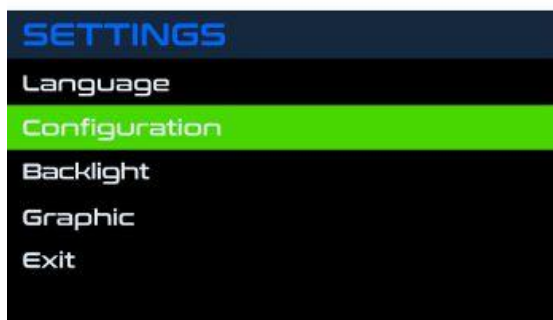 SETTINGS
Language
Configuration
Backlight
Graphic
Exit